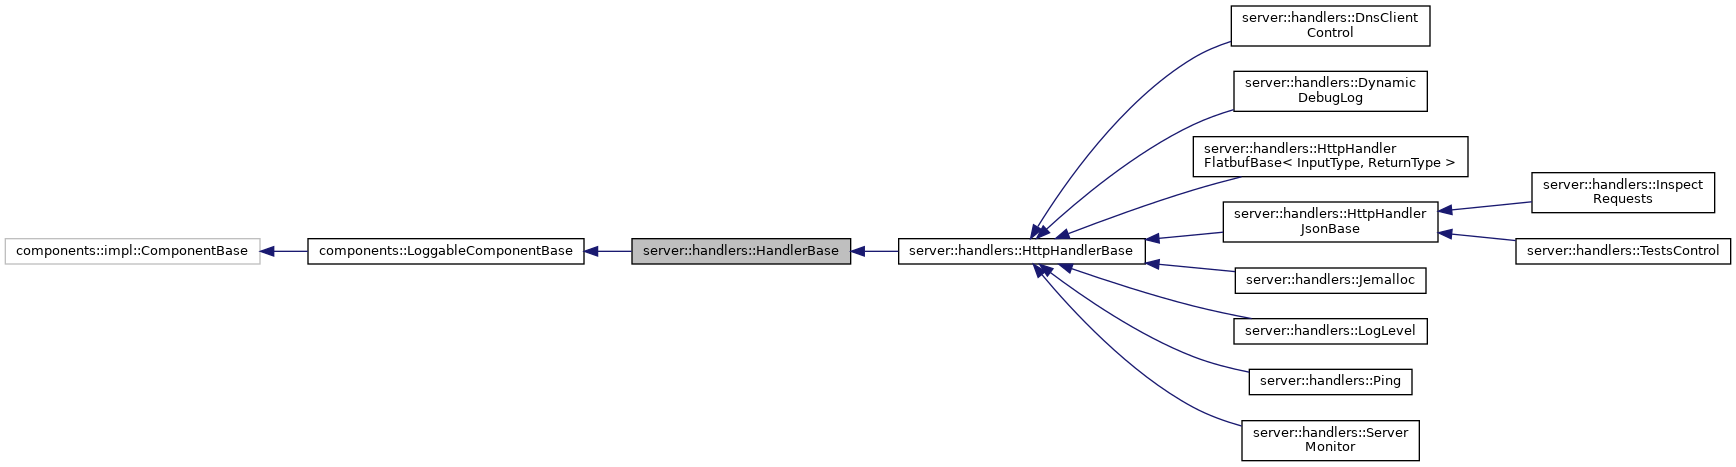 components::impl::ComponentBase
components::LoggableComponentBase
server::handlers::HandlerBase
server::handlers::HttpHandlerBase
server::handlers::DnsClient
Control
server::handlers::Dynamic
DebugLog
server::handlers::HttpHandler
FlatbufBase< InputType, ReturnType >
server::handlers::HttpHandler
JsonBase
server::handlers::Inspect
Requests
server::handlers::TestsControl
server::handlers::Jemalloc
server::handlers::LogLevel
server::handlers::Ping
server::handlers::Server
Monitor